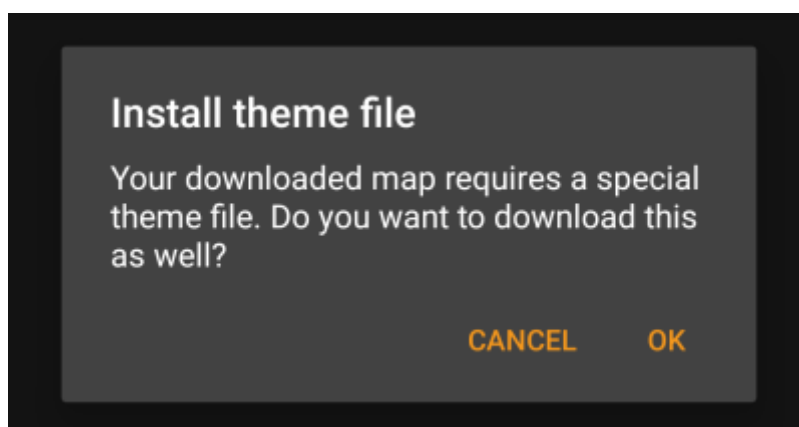 Install theme file
Your downloaded map requires a special
theme file. Do you want to download this
as well?
CANCEL OK